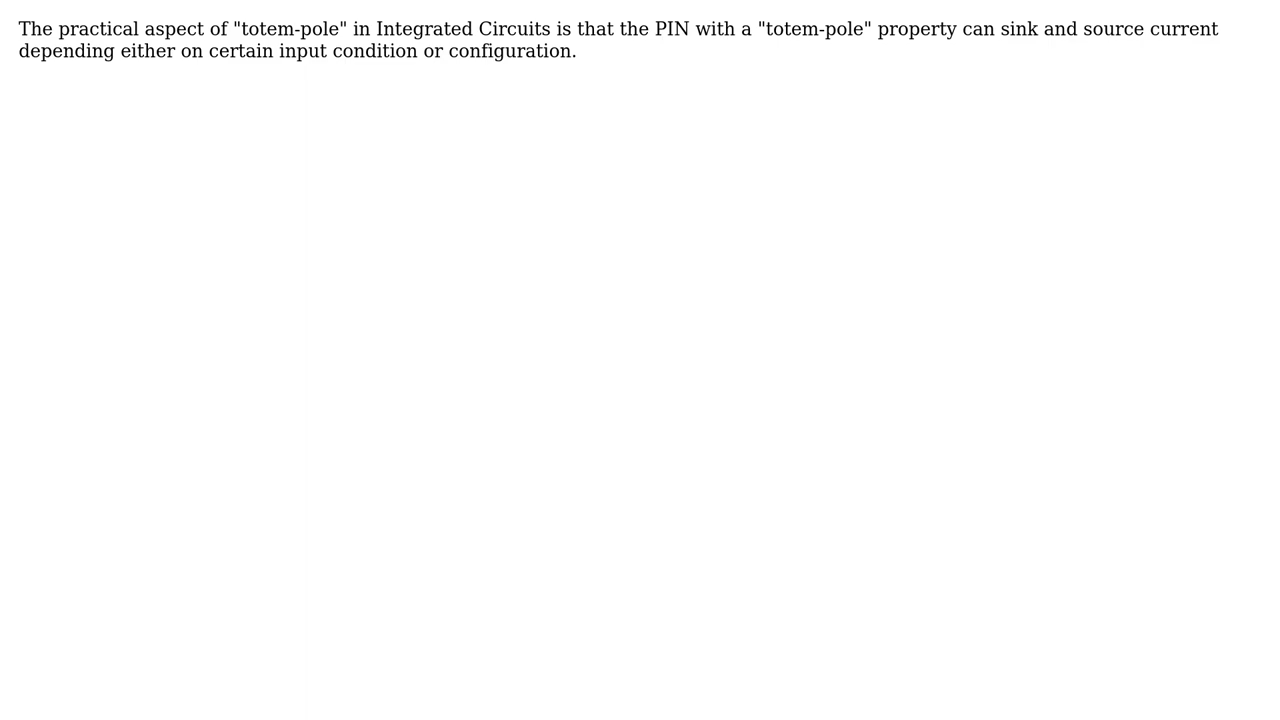 The practical aspect of "totem-pole" in Integrated Circuits is that the PIN with a "totem-pole" property can sink and source current
depending either on certain input condition or configuration.